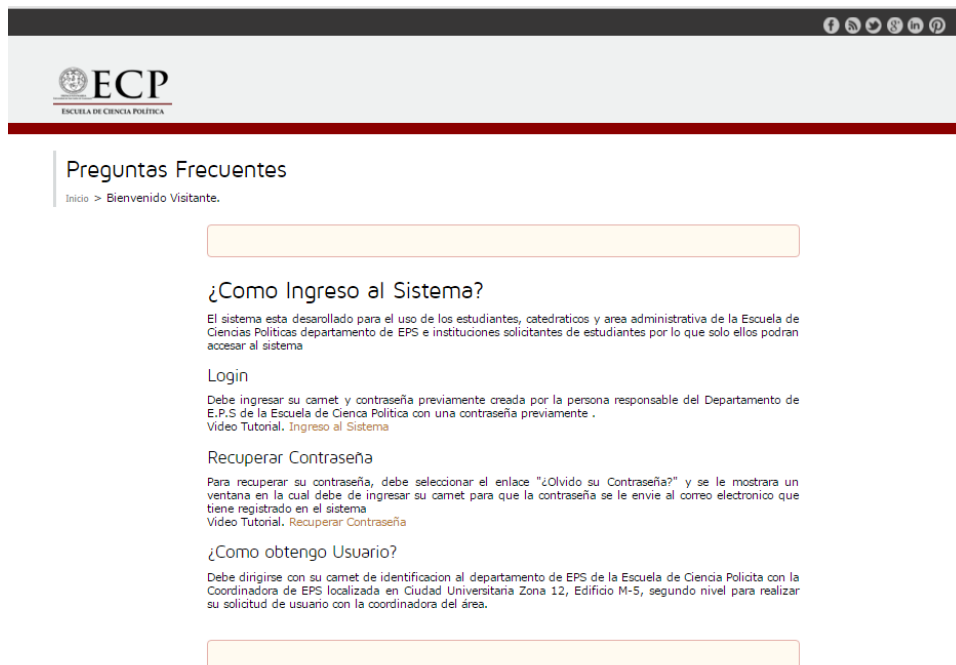 ECP
ESCUELA DE CIENCIA POLÍTICA
Preguntas Frecuentes
Inicio > Bienvenido Visitante.
¿Como Ingreso al Sistema?
El sistema esta desarollado para el uso de los estudiantes, catedraticos y area administrativa de la Escuela de
Ciencias Politicas departamento de EPS e instituciones solicitantes de estudiantes por lo que solo ellos podran
accesar al sistema
Login
Debe ingresar su carnet y contraseña previamente creada por la persona responsable del Departamento de
E.P.S de la Escuela de Cienca Politica con una contraseña previamente .
Video Tutorial. Ingreso al Sistema
Recuperar Contraseña
Para recuperar su contraseña, debe seleccionar el enlace "¿Olvido su Contraseña?" y se le mostrara un
ventana en la cual debe de ingresar su carnet para que la contraseña se le envie al correo electronico que
tiene registrado en el sistema
Video Tutorial. Recuperar Contraseña
¿Como obtengo Usuario?
Debe dirigirse con su carnet de identificacion al departamento de EPS de la Escuela de Ciencia Policita con la
Coordinadora de EPS localizada en Ciudad Universitaria Zona 12, Edificio M-5, segundo nivel para realizar
su solicitud de usuario con la coordinadora del área.